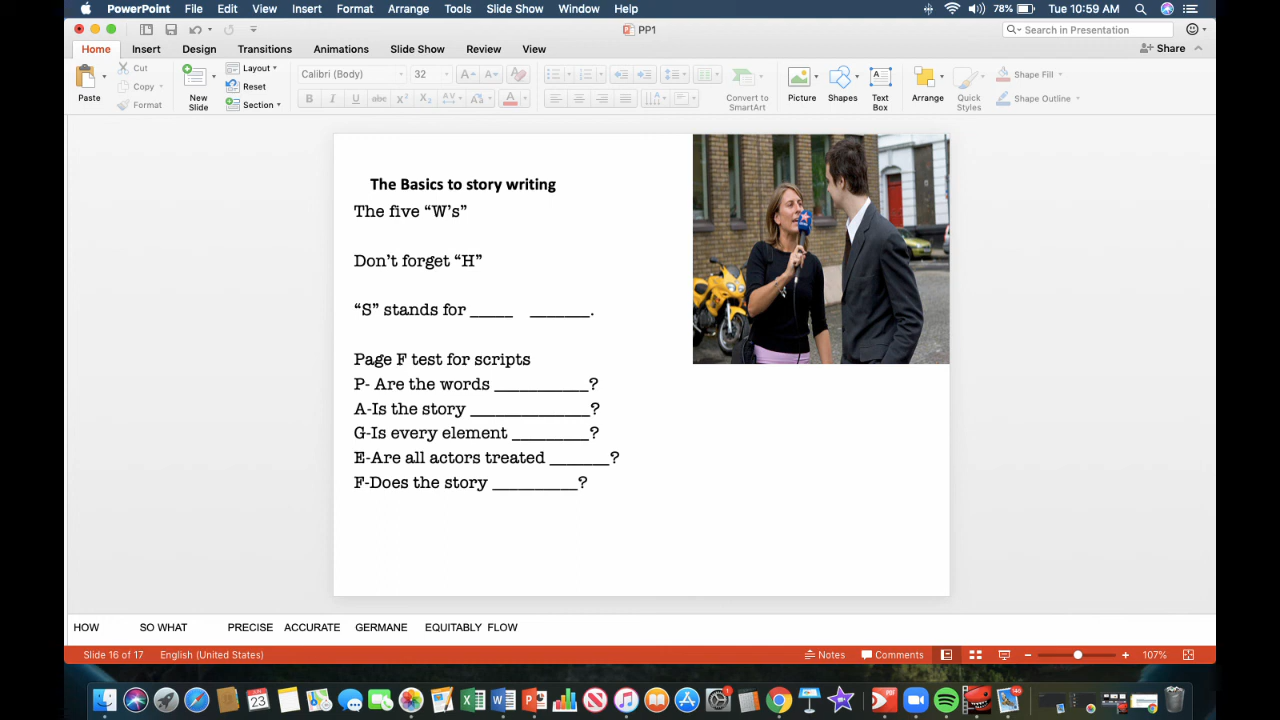 PowerPoint File Edit View Insert Format Arrange Tools Slide Show Window Help 78% Tue 10:59 AM
PP1 Search in Presentation
Home Insert Design Transitions Animations Slide Show Review View Share
Paste Cut Copy Format New Slide Layout Reset Section Calibri (Body) 32 Convert to SmartArt Picture Shapes Text Box Arrange Quick Styles Shape Fill Shape Outline
The Basics to story writing
The five “W’s”
Don’t forget “H”
“S” stands for _____ _______.
Page F test for scripts
P- Are the words ___________?
A-Is the story ______________?
G-Is every element _________?
E-Are all actors treated _______?
F-Does the story __________?
HOW SO WHAT PRECISE ACCURATE GERMANE EQUITABLY FLOW
Slide 16 of 17 English (United States) Notes Comments 107%
JUN 23